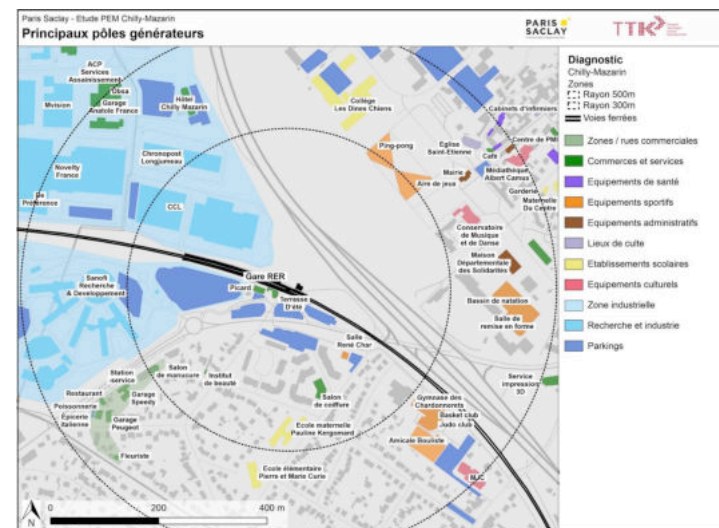 Paris Saclay - Etude PEM Chilly-Mazarin
Principaux pôles générateurs
PARIS
SACLAY
TTK
ACP
Services
Assainissement
Obsa
Mvision
Garage
Anatole France
Hôtel
Chilly Mazarin
Novelty
France
Chronopost
Longjumeau
De
Préférence
CCL
Sanofi
Recherche
& Developpement
Gare RER
Picard
Terrasse
D'été
Collège
Les Dines Chiens
Ping-pong
Aire de jeux
Cabinets d'infirmiers
Eglise
Saint-Etienne
Centre de PMI
Café
Mairie
Médiathèque
Albert Camus
Garderie
Maternelle
Du Centre
Conservatoire
de Musique
et de Danse
Maison
Départementale
des Solidarités
Bassin de natation
Salle de
remise en forme
Salle
René Char
Service
impression
3D
Station
service
Salon
de manucure
Institut
de beauté
Restaurant
Poissonnerie
Epicerie
italienne
Garage
Speedy
Garage
Peugeot
Fleuriste
Salon
de coiffure
Ecole maternelle
Pauline Kergomard
Ecole élémentaire
Pierre et Marie Curie
Gymnase des
Chardonnerets
Basket club
Judo club
Amicale Bouliste
MJC
N
0 200 400 m
Diagnostic
Chilly-Mazarin
Zones
Rayon 500m
Rayon 300m
Voies ferrées
Zones / rues commerciales
Commerces et services
Equipements de santé
Equipements sportifs
Equipements administratifs
Lieux de culte
Etablissements scolaires
Equipements culturels
Zone industrielle
Recherche et industrie
Parkings